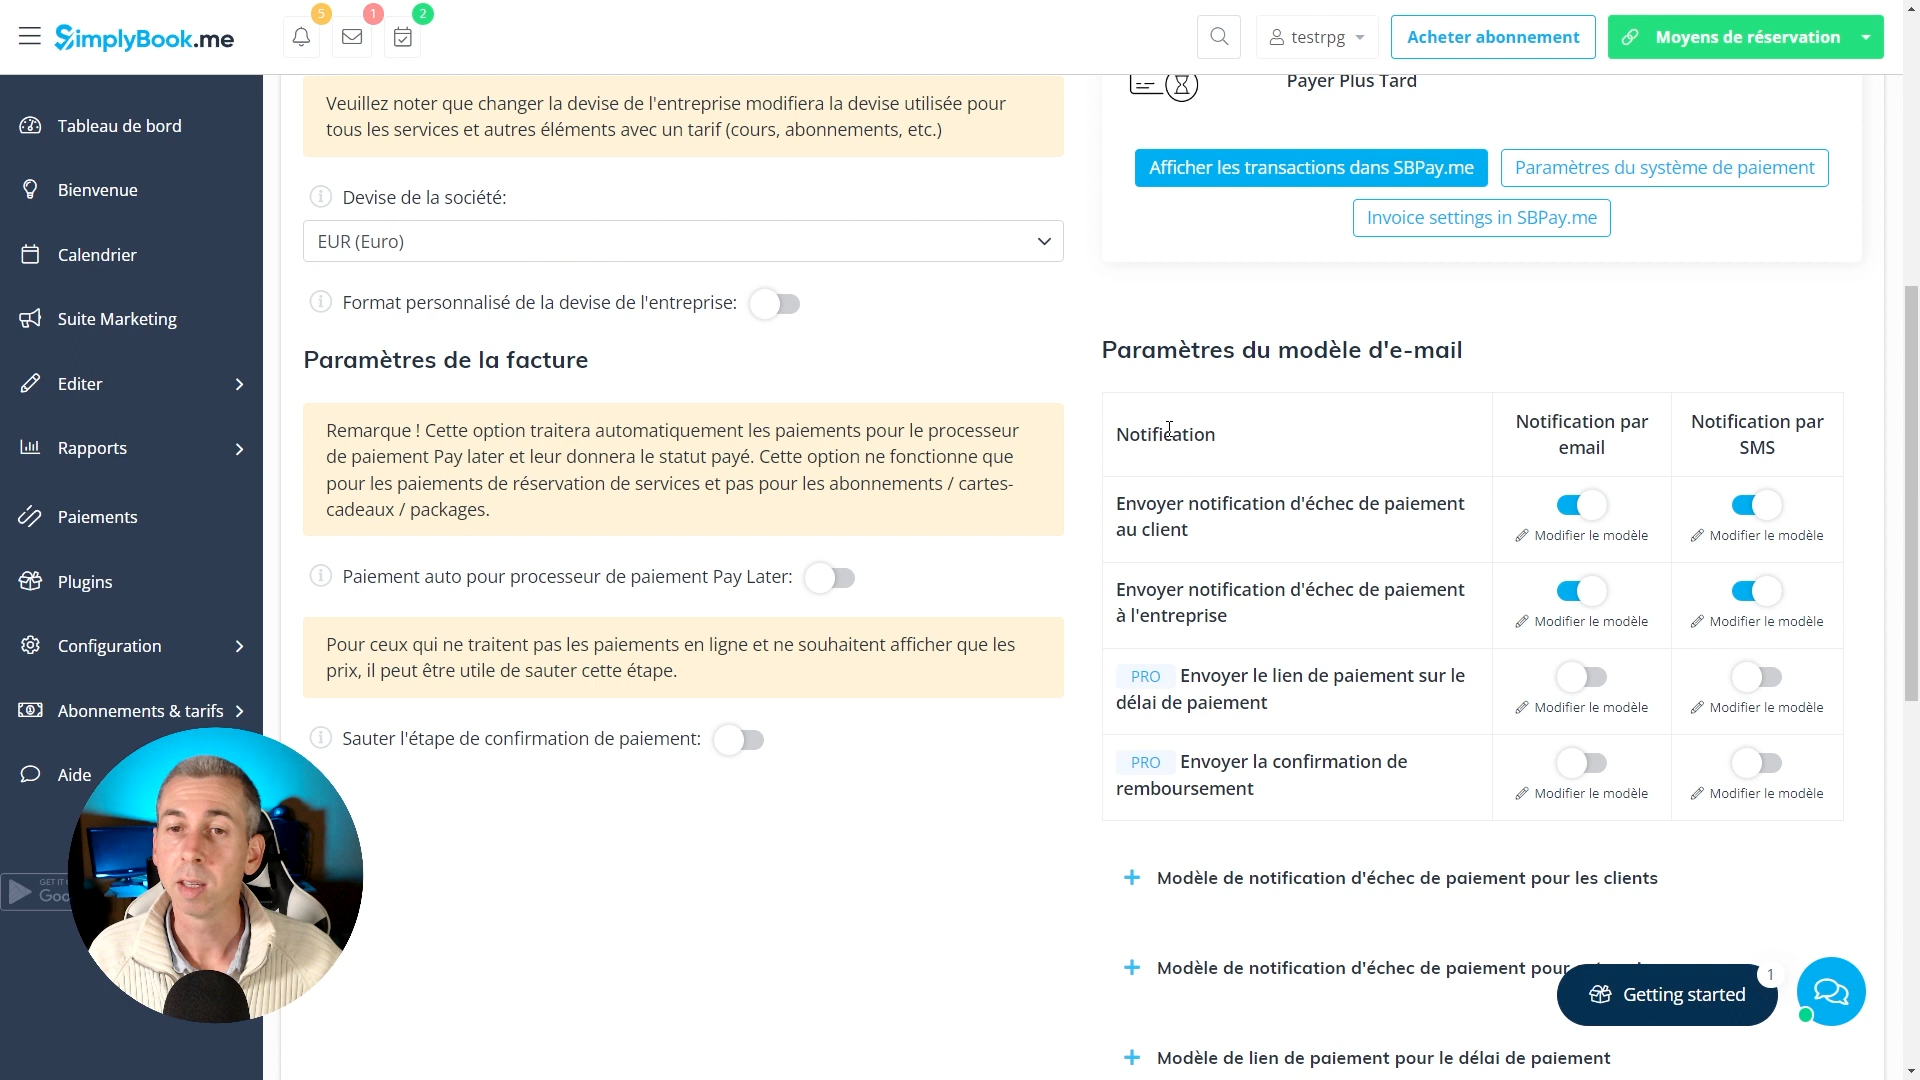 SimplyBook.me
5
1
2
testrpg
Acheter abonnement
Moyens de réservation
Tableau de bord
Bienvenue
Calendrier
Suite Marketing
Editer
Rapports
Paiements
Plugins
Configuration
Abonnements & tarifs
Aide
GET IT
Goo
Veuillez noter que changer la devise de l'entreprise modifiera la devise utilisée pour
tous les services et autres éléments avec un tarif (cours, abonnements, etc.)
Devise de la société:
EUR (Euro)
Format personnalisé de la devise de l'entreprise:
Paramètres de la facture
Remarque ! Cette option traitera automatiquement les paiements pour le processeur
de paiement Pay later et leur donnera le statut payé. Cette option ne fonctionne que
pour les paiements de réservation de services et pas pour les abonnements / cartes-
cadeaux / packages.
Paiement auto pour processeur de paiement Pay Later:
Pour ceux qui ne traitent pas les paiements en ligne et ne souhaitent afficher que les
prix, il peut être utile de sauter cette étape.
Sauter l'étape de confirmation de paiement:
Payer Plus Tard
Afficher les transactions dans SBPay.me
Paramètres du système de paiement
Invoice settings in SBPay.me
Paramètres du modèle d'e-mail
Notification
Notification par
email
Notification par
SMS
Envoyer notification d'échec de paiement
au client
Modifier le modèle
Modifier le modèle
Envoyer notification d'échec de paiement
à l'entreprise
Modifier le modèle
Modifier le modèle
PRO Envoyer le lien de paiement sur le
délai de paiement
Modifier le modèle
Modifier le modèle
PRO Envoyer la confirmation de
remboursement
Modifier le modèle
Modifier le modèle
Modèle de notification d'échec de paiement pour les clients
Modèle de notification d'échec de paiement pour
1
Getting started
Modèle de lien de paiement pour le délai de paiement